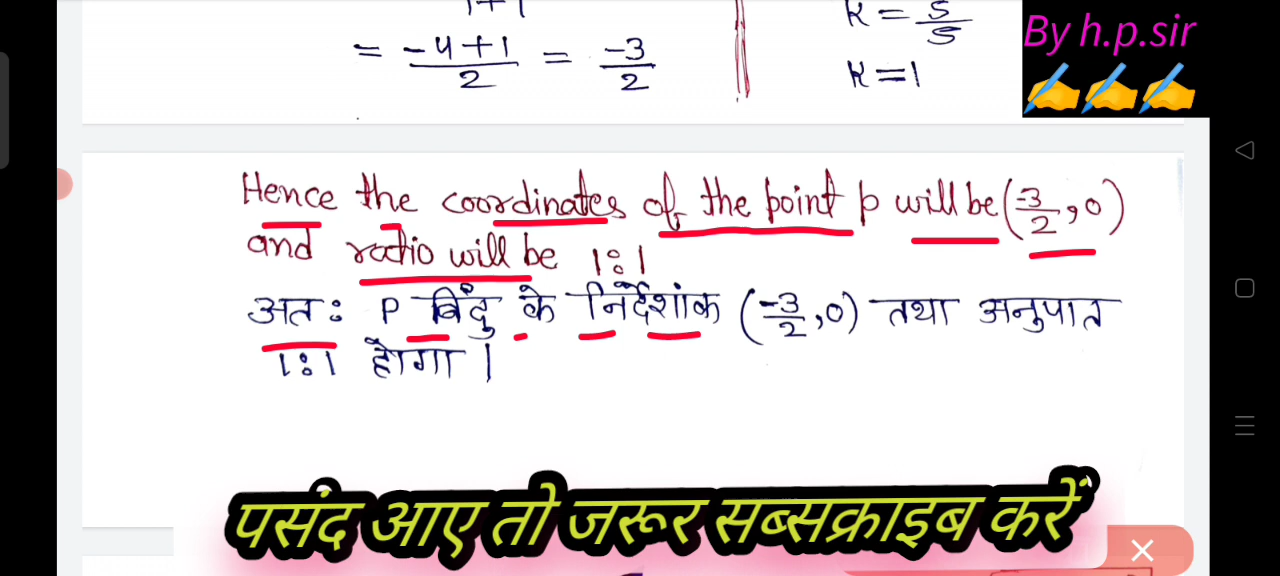 1+1
= -4+1/2 = -3/2
K = 5/5
K=1
By h.p.sir
✍✍✍
Hence the coordinates of the point p will be (-3/2, 0)
and ratio will be 1:1
अतः P बिंदु के निर्देशांक (-3/2, 0) तथा अनुपात
1:1 होगा।
पसंद आए तो जरूर सब्सक्राइब करें